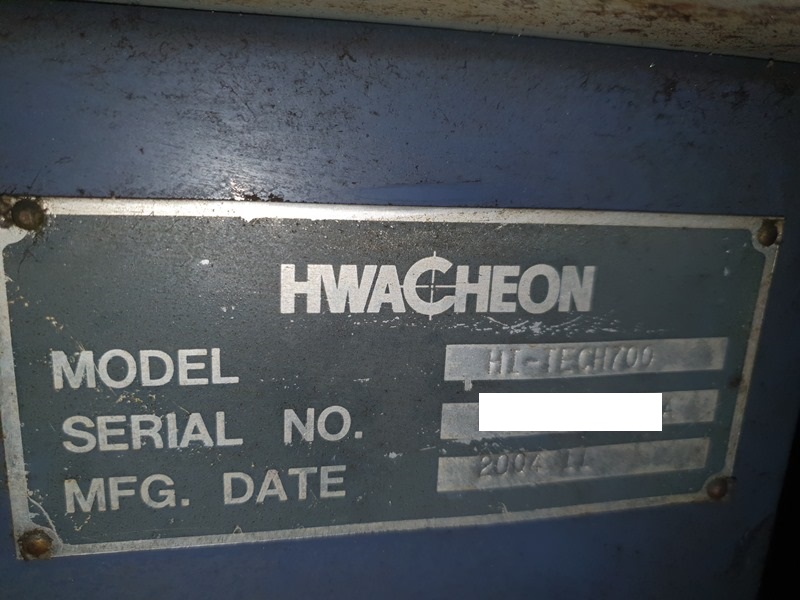 HWACHEON
MODEL HI-TECH700
SERIAL NO.
MFG. DATE 2004 11